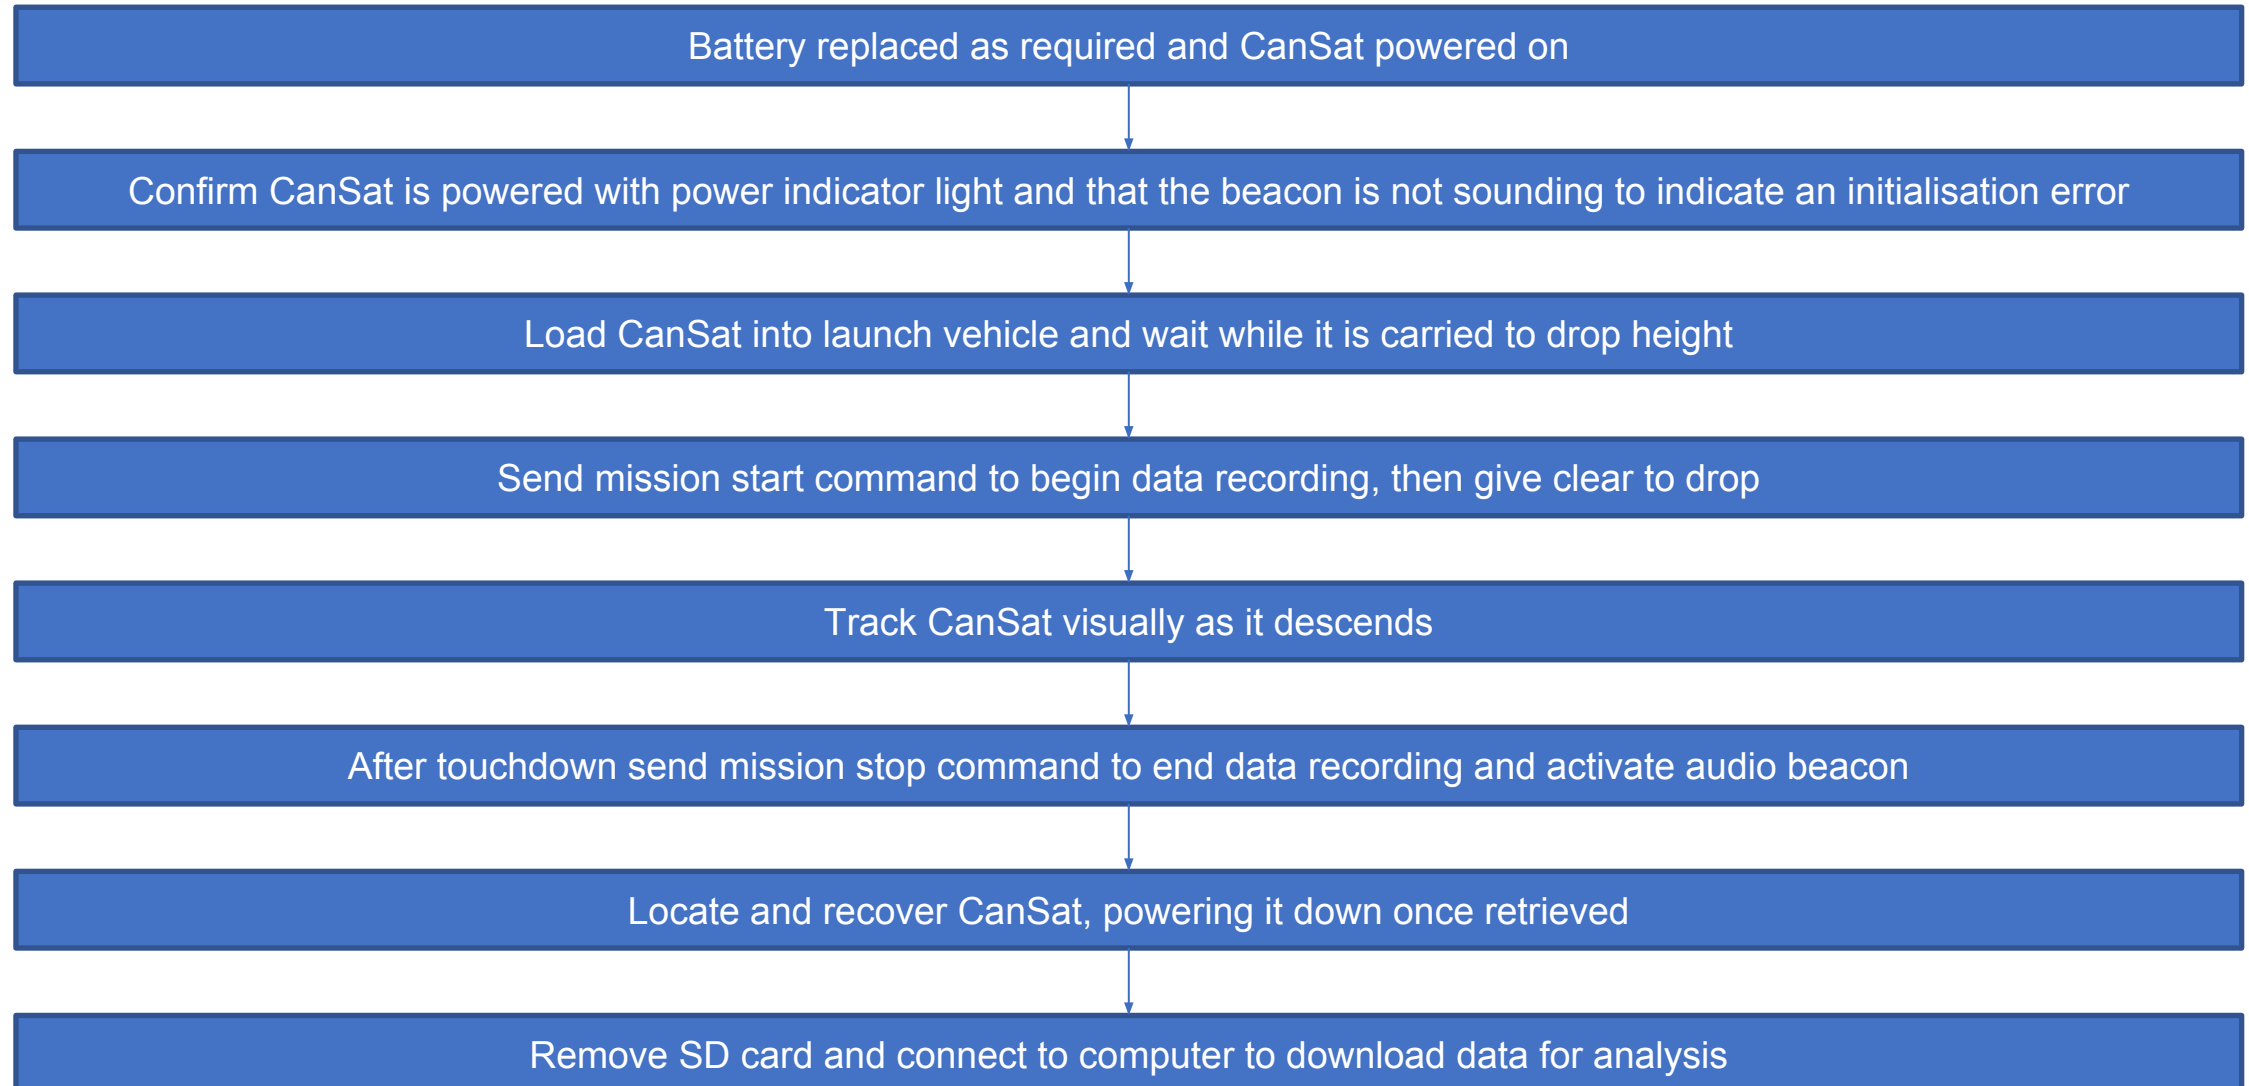 Battery replaced as required and CanSat powered on
Confirm CanSat is powered with power indicator light and that the beacon is not sounding to indicate an initialisation error
Load CanSat into launch vehicle and wait while it is carried to drop height
Send mission start command to begin data recording, then give clear to drop
Track CanSat visually as it descends
After touchdown send mission stop command to end data recording and activate audio beacon
Locate and recover CanSat, powering it down once retrieved
Remove SD card and connect to computer to download data for analysis